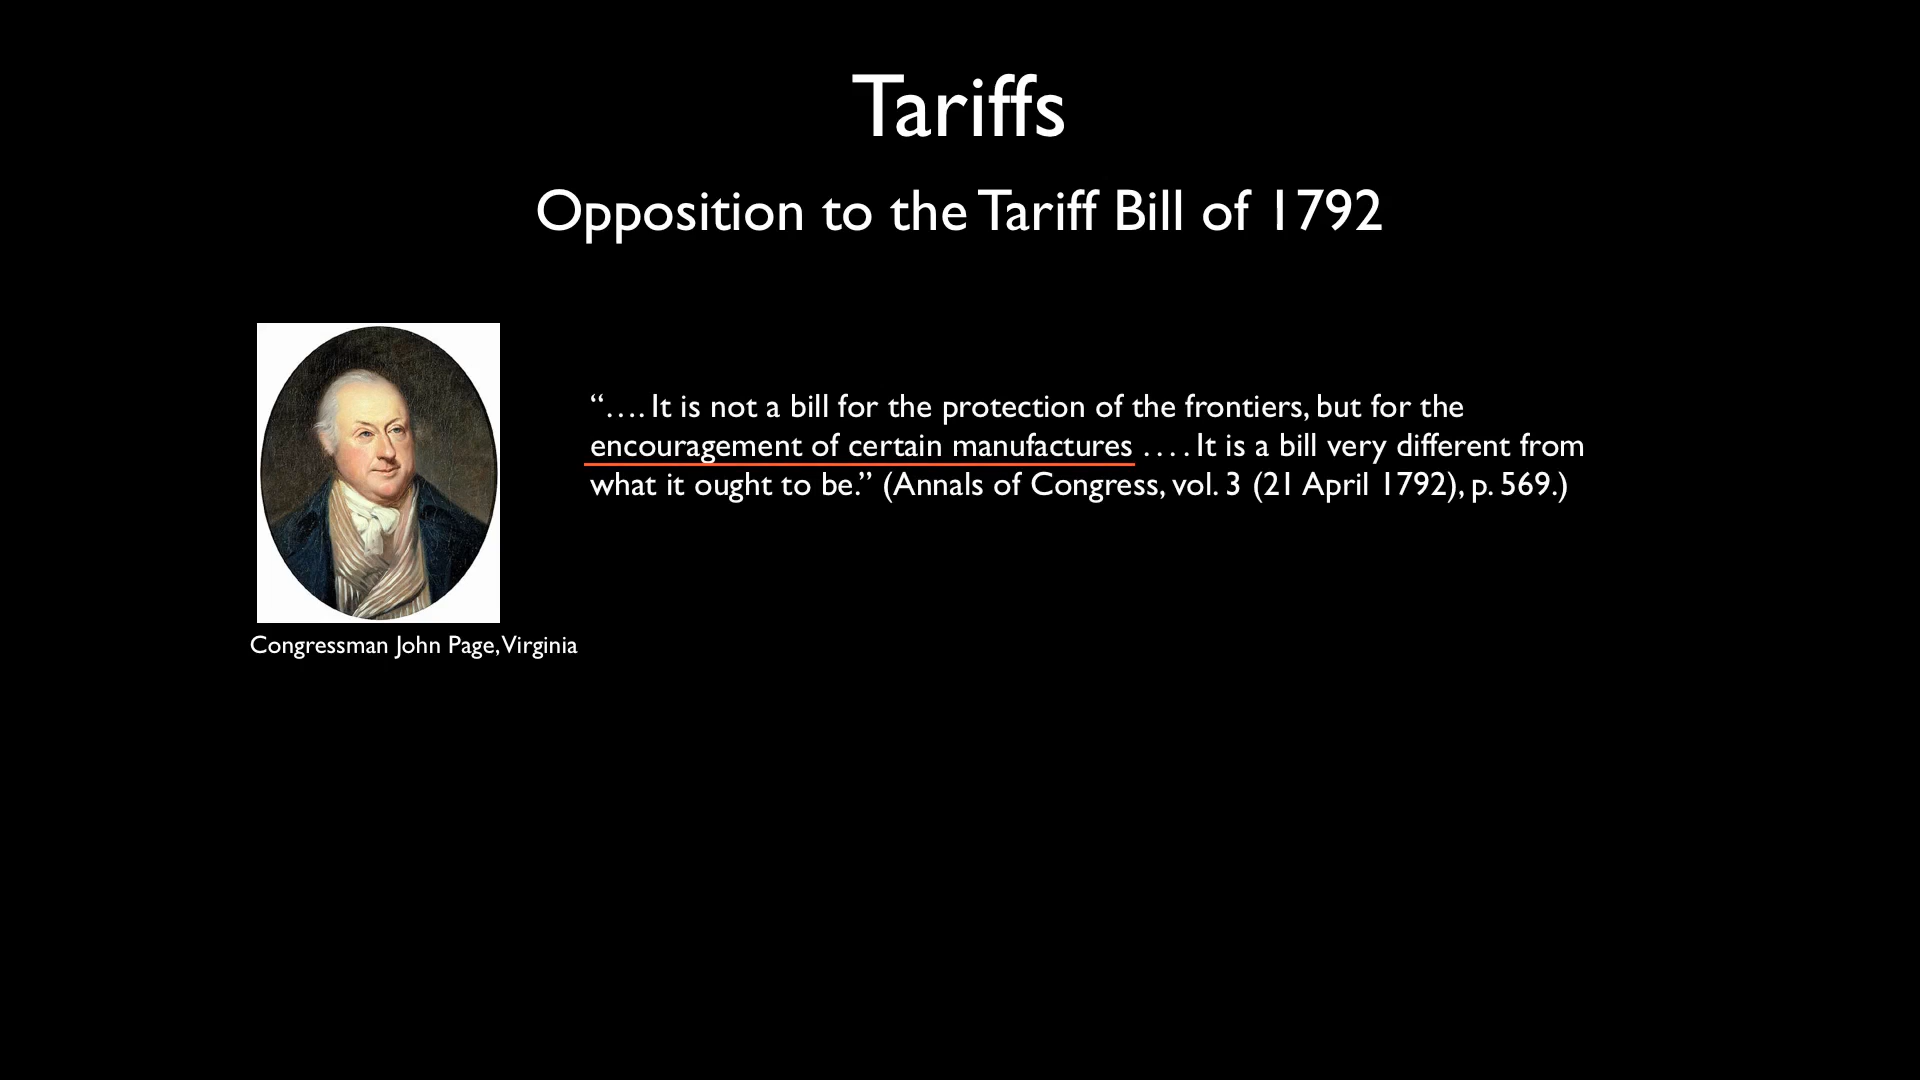 Tariffs
Opposition to the Tariff Bill of 1792
“.... It is not a bill for the protection of the frontiers, but for the
encouragement of certain manufactures .... It is a bill very different from
what it ought to be.” (Annals of Congress, vol. 3 (21 April 1792), p. 569.)
Congressman John Page, Virginia